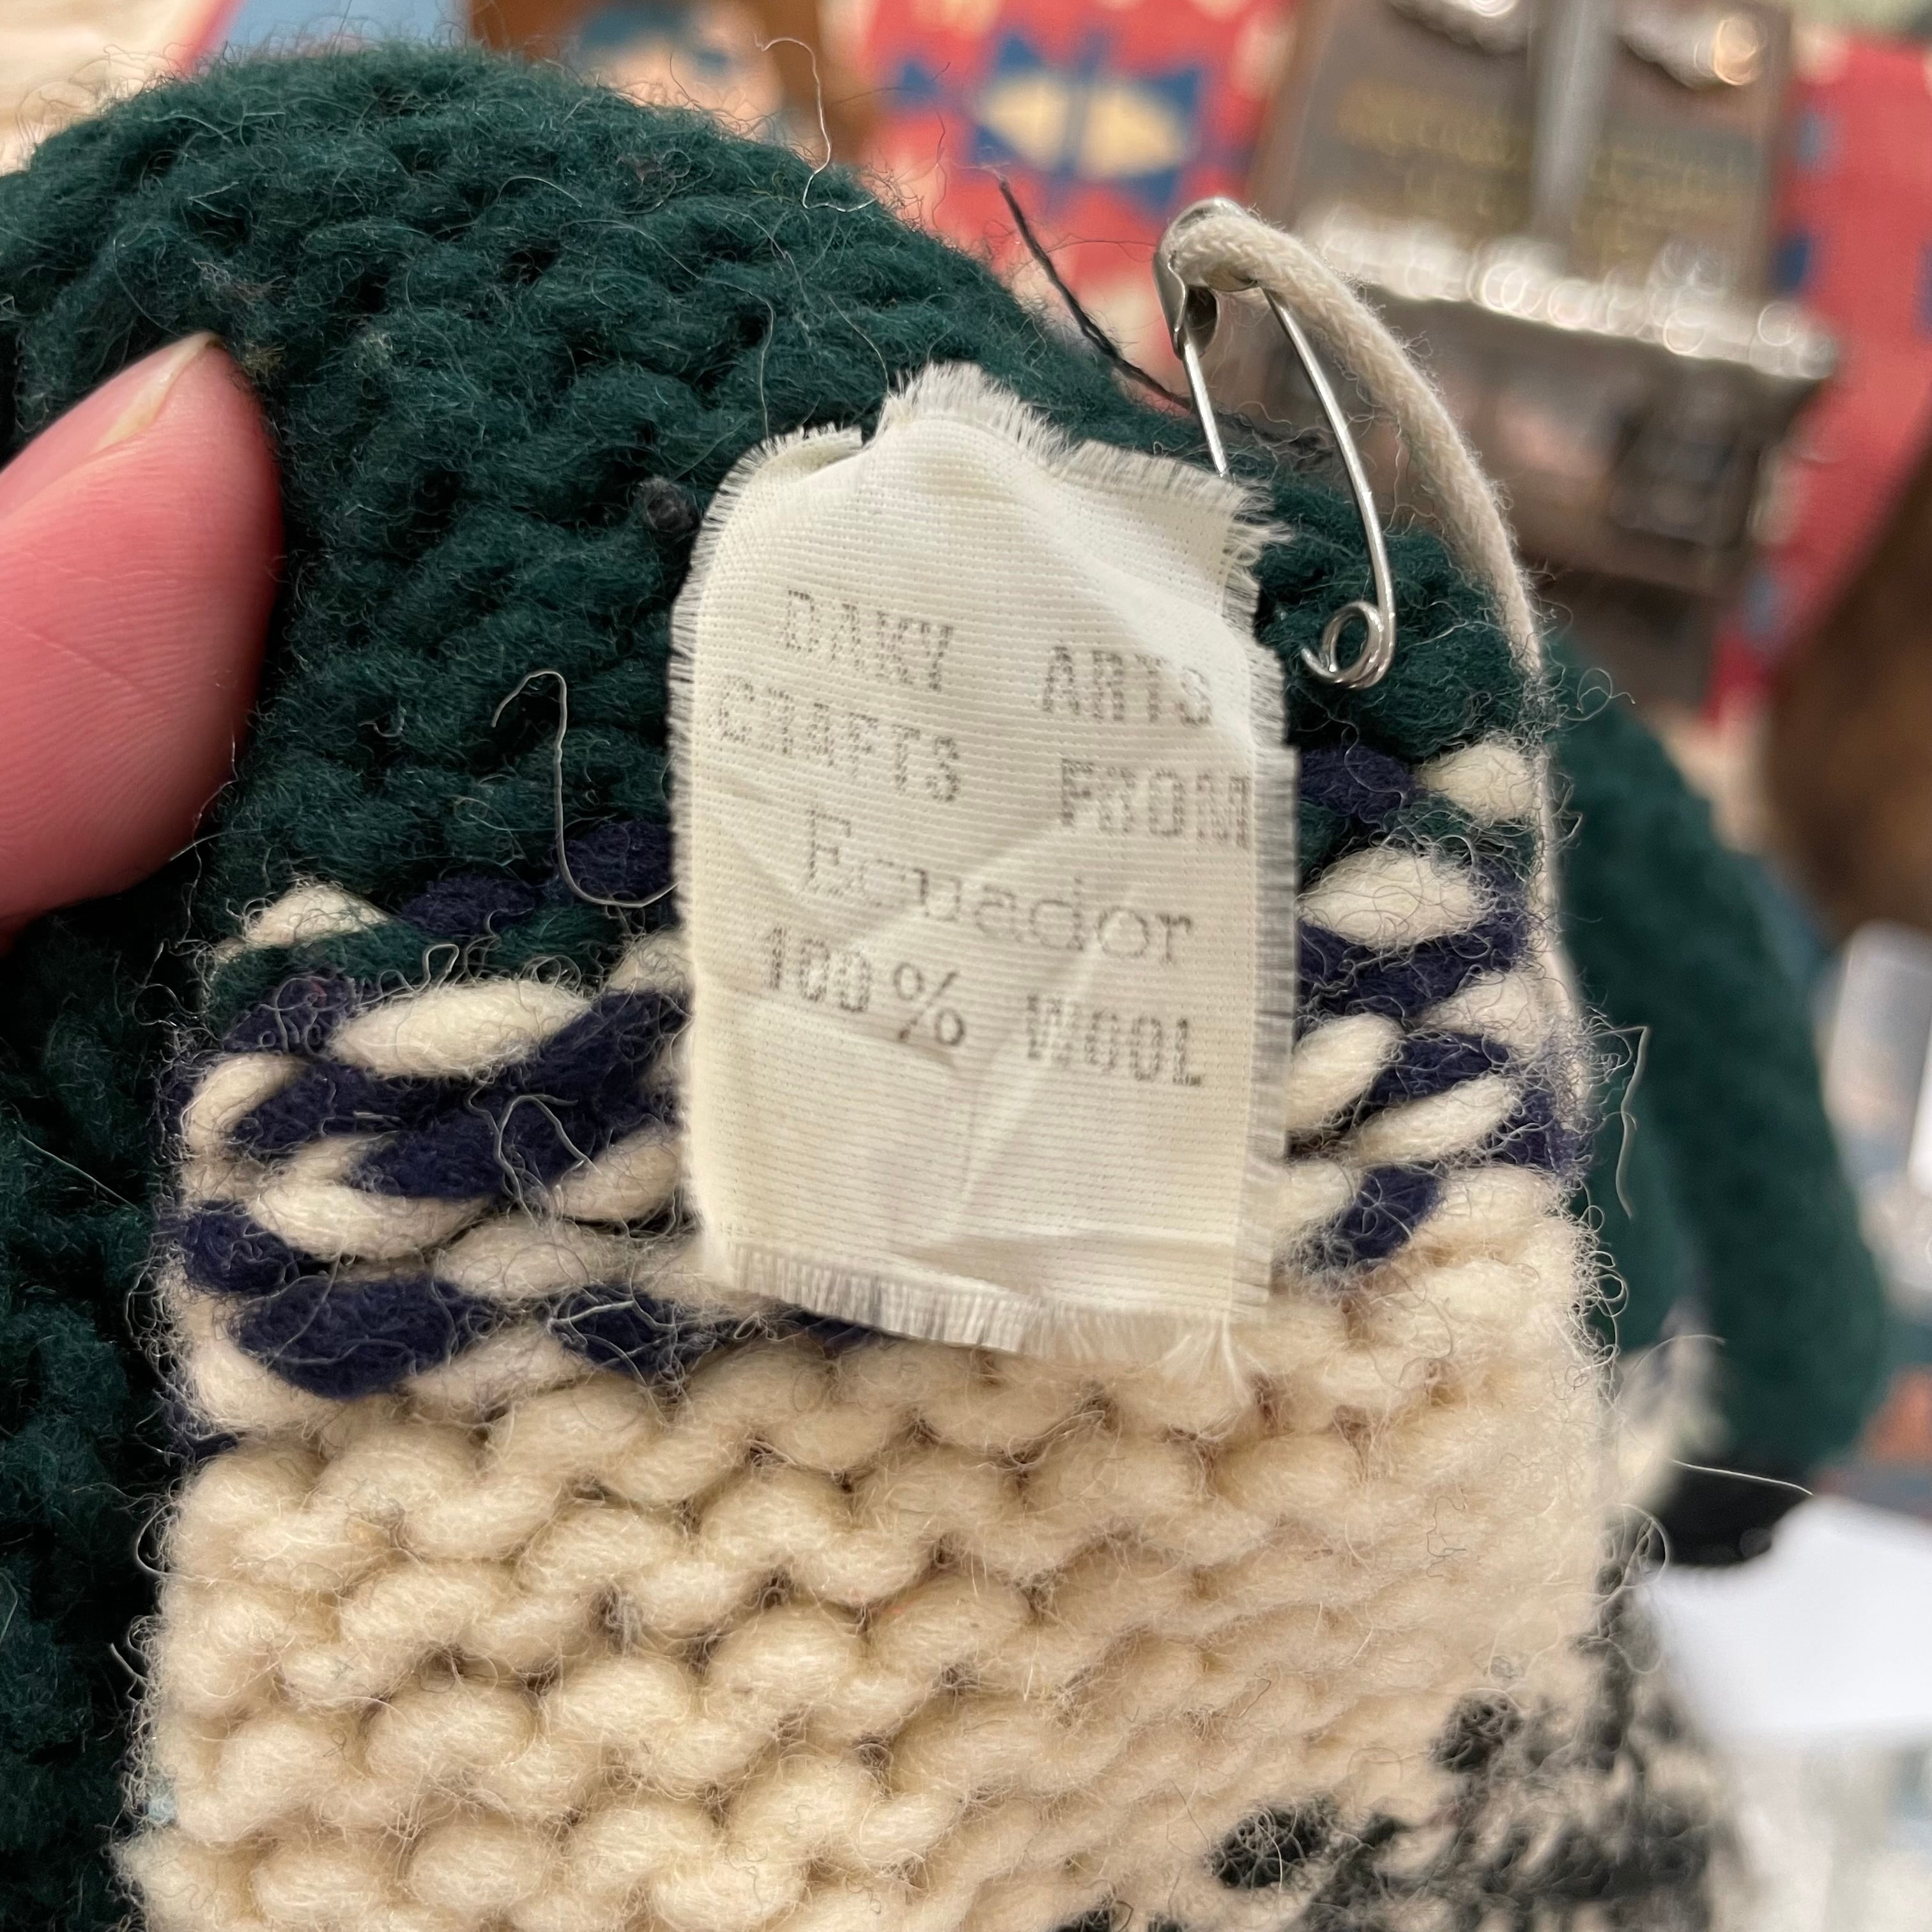 DAKY ARTS
CRAFTS FROM
Ecuador
100% WOOL